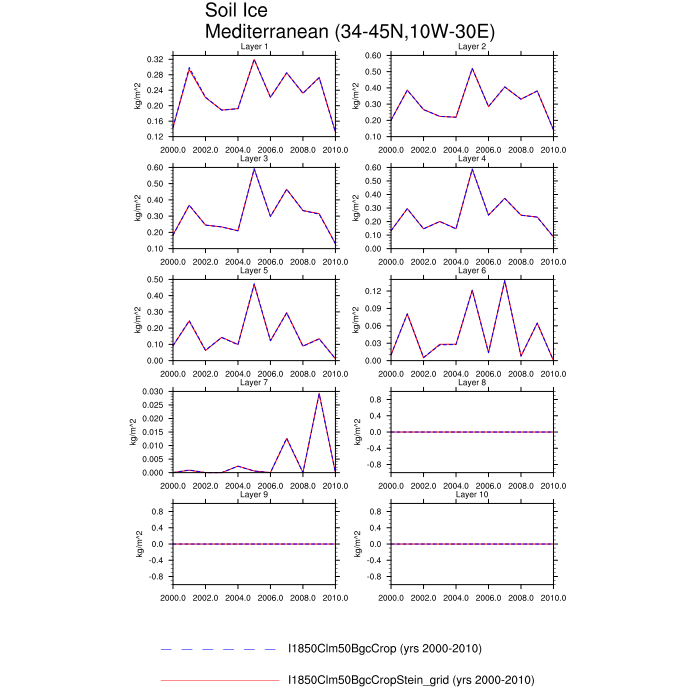 Soil Ice
Mediterranean (34-45N,10W-30E)
Layer 1
Layer 2
kg/m^2
0.32
0.28
0.24
0.20
0.16
0.12
2000.0 2002.0 2004.0 2006.0 2008.0 2010.0
kg/m^2
0.60
0.50
0.40
0.30
0.20
0.10
2000.0 2002.0 2004.0 2006.0 2008.0 2010.0
Layer 3
Layer 4
kg/m^2
0.60
0.50
0.40
0.30
0.20
0.10
2000.0 2002.0 2004.0 2006.0 2008.0 2010.0
kg/m^2
0.60
0.50
0.40
0.30
0.20
0.10
0.00
2000.0 2002.0 2004.0 2006.0 2008.0 2010.0
Layer 5
Layer 6
kg/m^2
0.50
0.40
0.30
0.20
0.10
0.00
2000.0 2002.0 2004.0 2006.0 2008.0 2010.0
kg/m^2
0.12
0.09
0.06
0.03
0.00
2000.0 2002.0 2004.0 2006.0 2008.0 2010.0
Layer 7
Layer 8
kg/m^2
0.030
0.025
0.020
0.015
0.010
0.005
0.000
2000.0 2002.0 2004.0 2006.0 2008.0 2010.0
kg/m^2
0.8
0.4
0.0
-0.4
-0.8
2000.0 2002.0 2004.0 2006.0 2008.0 2010.0
Layer 9
Layer 10
kg/m^2
0.8
0.4
0.0
-0.4
-0.8
2000.0 2002.0 2004.0 2006.0 2008.0 2010.0
kg/m^2
0.8
0.4
0.0
-0.4
-0.8
2000.0 2002.0 2004.0 2006.0 2008.0 2010.0
I1850Clm50BgcCrop (yrs 2000-2010)
I1850Clm50BgcCropStein_grid (yrs 2000-2010)